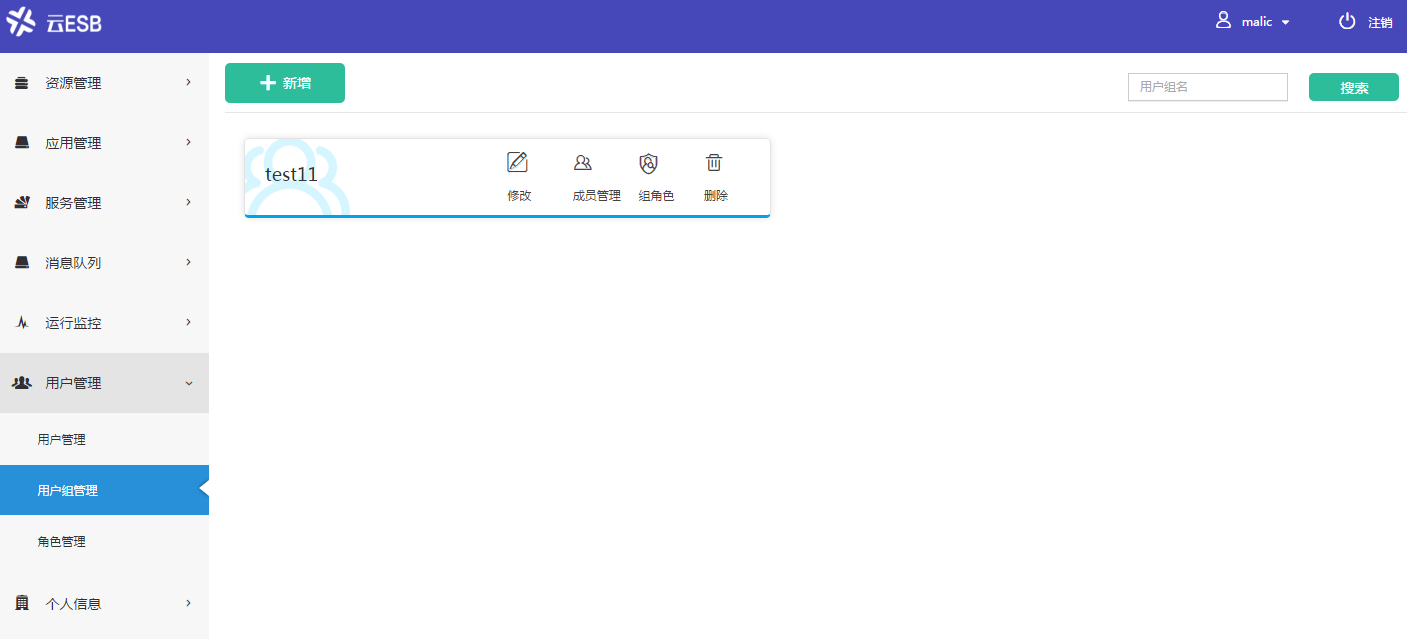 云ESB
malic
注销
资源管理
应用管理
服务管理
消息队列
运行监控
用户管理
用户管理
用户组管理
角色管理
个人信息
新增
用户组名
搜索
test11
修改
成员管理
组角色
删除